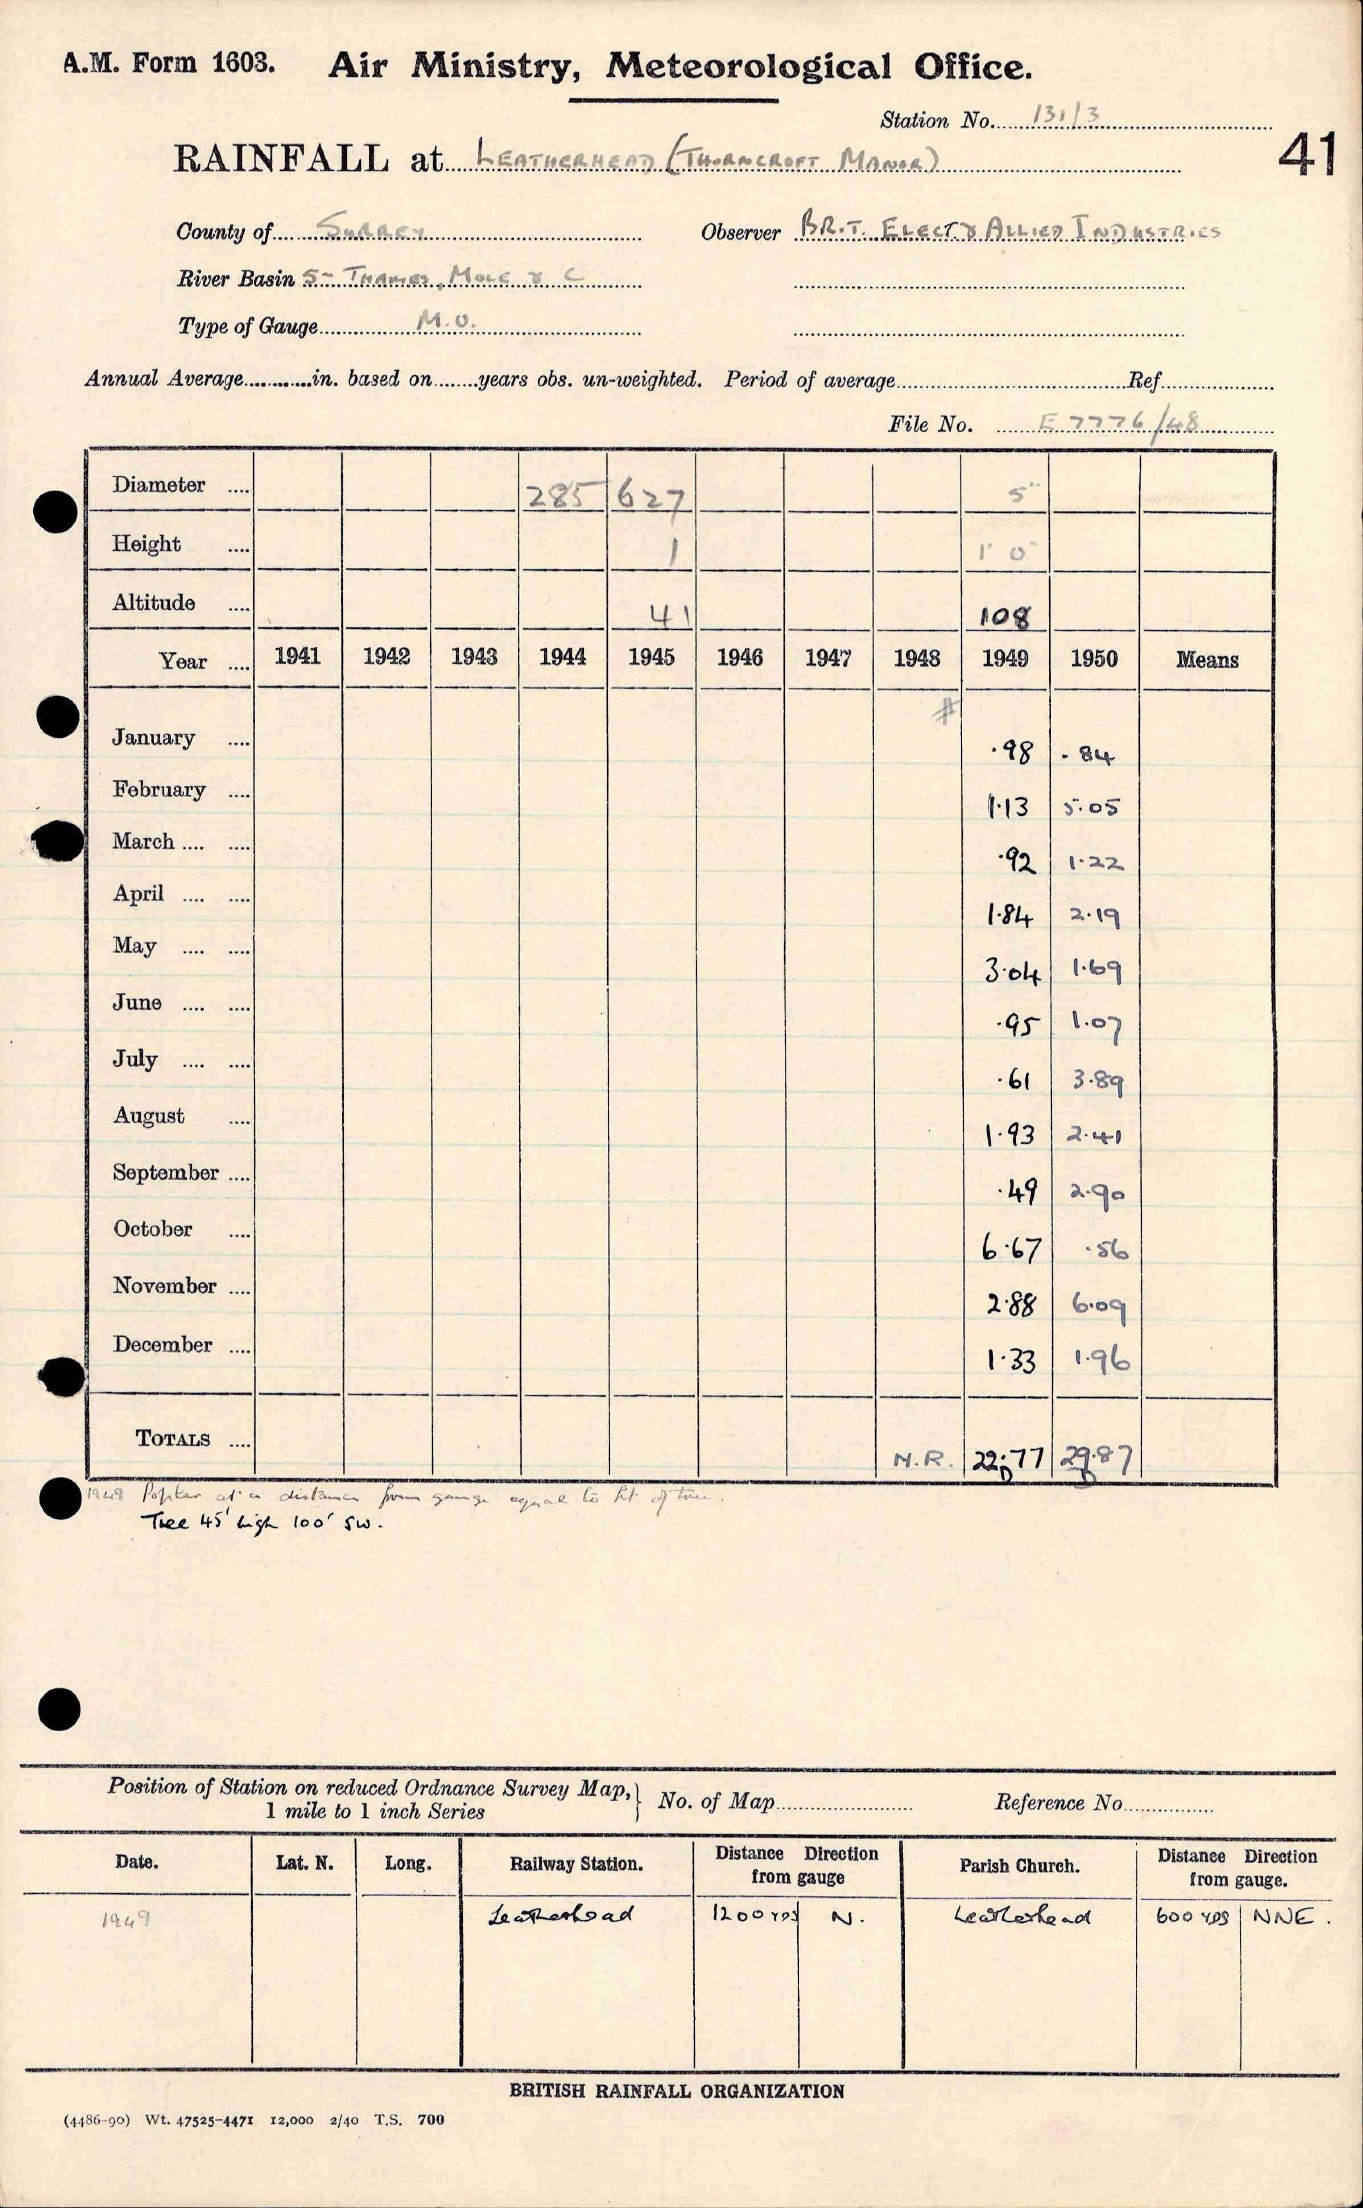 A.M. Form 1603. Air Ministry, Meteorological Office.
Station No. 131/3
41
RAINFALL at LEATHERHEAD (THORNCROFT MANOR)
County of SURREY Observer BRIT. ELECT & ALLIED INDUSTRIES
River Basin 5- THAMES, MOLE & C
Type of Gauge M.O.
Annual Average in. based on years obs. un-weighted. Period of average Ref
File No. E 7776/48
Diameter .... 285 627 5"
Height .... 1 1' 0"
Altitude .... 41 108
Year .... 1941 1942 1943 1944 1945 1946 1947 1948 1949 1950 Means
#
January .... ·98 ·84
February .... 1·13 5·05
March .... .... ·92 1·22
April .... .... 1·84 2·19
May .... .... 3·04 1·69
June .... .... ·95 1·07
July .... .... ·61 3·89
August .... 1·93 2·41
September .... ·49 2·90
October .... 6·67 ·56
November .... 2·88 6·09
December .... 1·33 1·96
TOTALS .... N.R. 22·77 29·87
D D
1949 Poplar at a distance from gauge equal to ht of tree.
Tree 45' high 100' SW.
Position of Station on reduced Ordnance Survey Map, } No. of Map Reference No
1 mile to 1 inch Series
Date. Lat. N. Long. Railway Station. Distance Direction from gauge Parish Church. Distance Direction from gauge.
1949 Leatherhead 1200 YDS N. Leatherhead 600 YDS NNE.
BRITISH RAINFALL ORGANIZATION
(4486-90) Wt. 47525-4471 12,000 2/40 T.S. 700